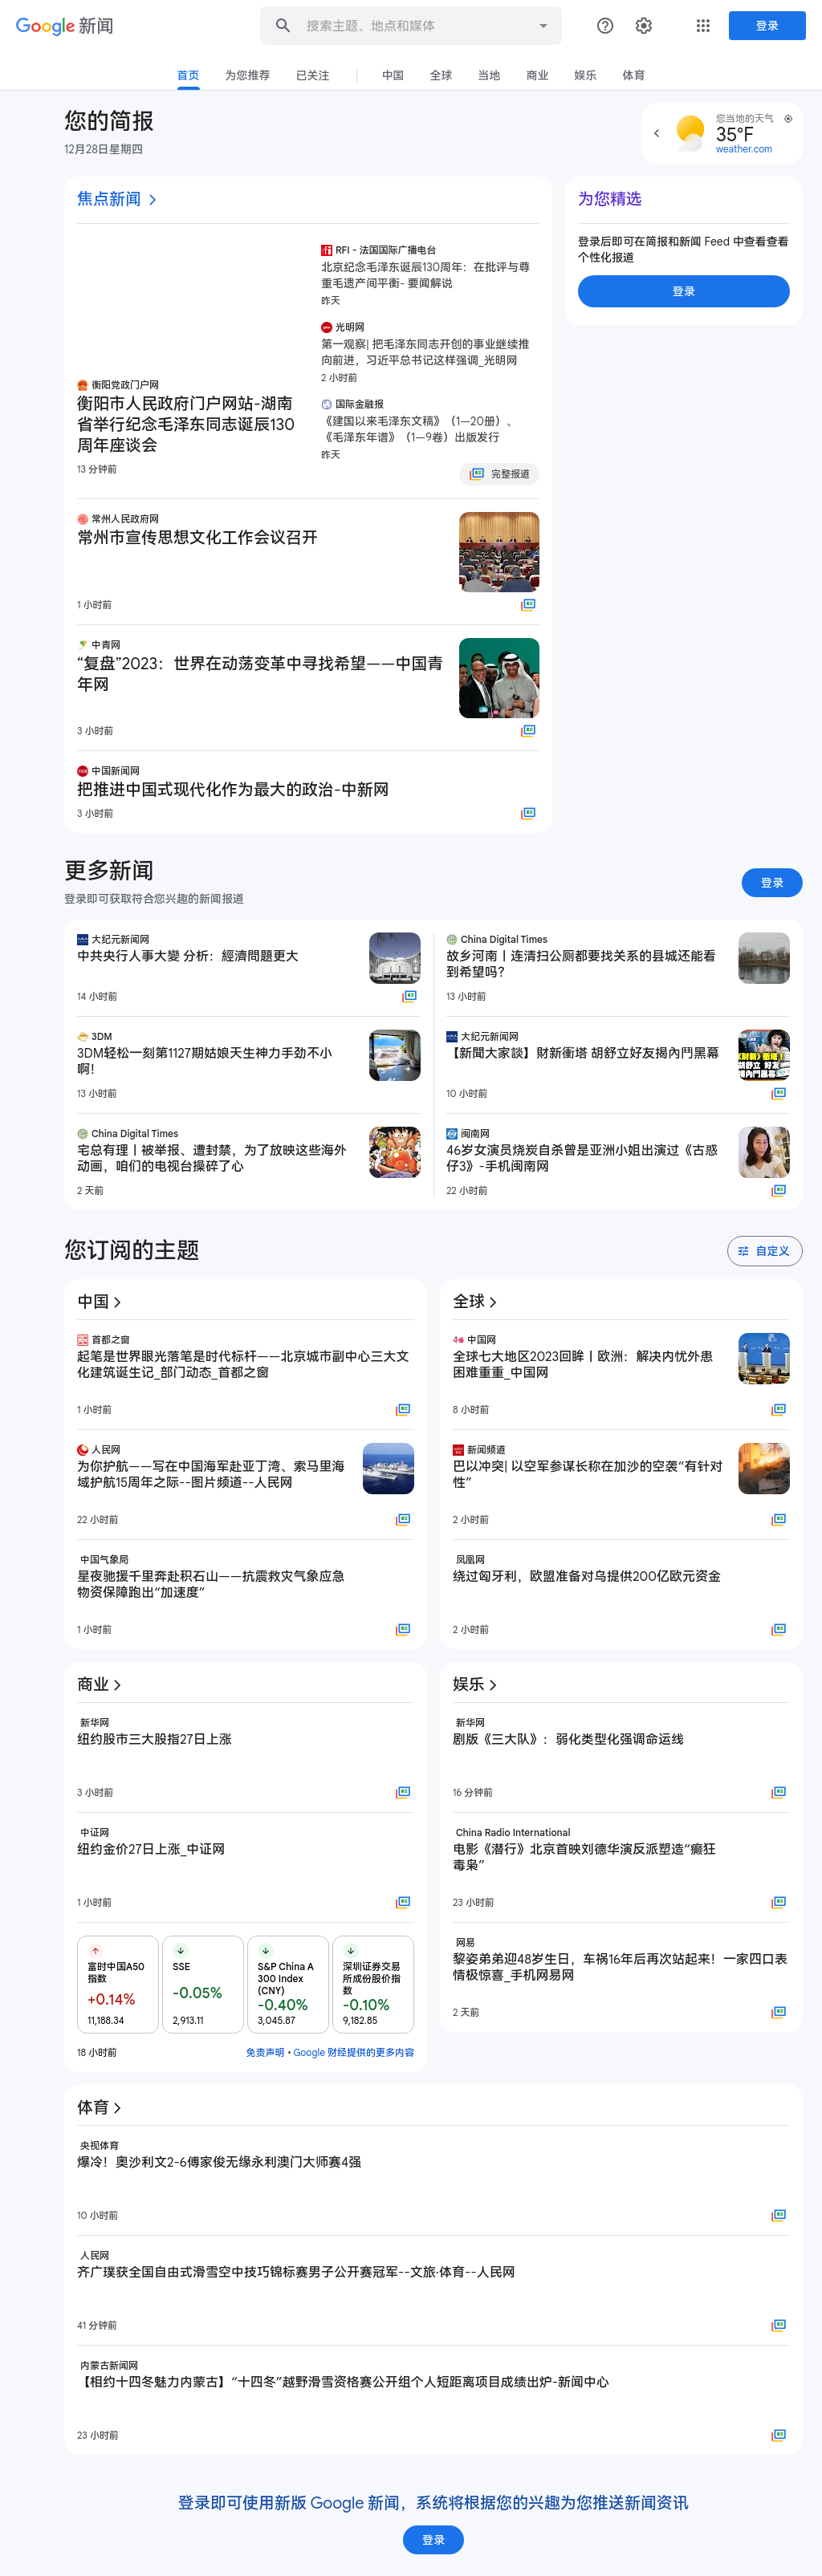 Google 新闻
搜索主题、地点和媒体
登录
首页
为您推荐
已关注
中国
全球
当地
商业
娱乐
体育
您的简报
12月28日星期四
您当地的天气
35°F
weather.com
焦点新闻
RFI - 法国国际广播电台
北京纪念毛泽东诞辰130周年：在批评与尊
重毛遗产间平衡- 要闻解说
昨天
光明网
第一观察| 把毛泽东同志开创的事业继续推
向前进，习近平总书记这样强调_光明网
2 小时前
衡阳党政门户网
衡阳市人民政府门户网站-湖南
省举行纪念毛泽东同志诞辰130
周年座谈会
13 分钟前
国际金融报
《建国以来毛泽东文稿》（1—20册）、
《毛泽东年谱》（1—9卷）出版发行
昨天
完整报道
常州人民政府网
常州市宣传思想文化工作会议召开
1 小时前
中青网
“复盘”2023：世界在动荡变革中寻找希望——中国青
年网
3 小时前
中国新闻网
把推进中国式现代化作为最大的政治-中新网
3 小时前
为您精选
登录后即可在简报和新闻 Feed 中查看查看
个性化报道
登录
更多新闻
登录即可获取符合您兴趣的新闻报道
登录
大纪元新闻网
中共央行人事大變 分析：經濟問題更大
14 小时前
China Digital Times
故乡河南丨连清扫公厕都要找关系的县城还能看
到希望吗？
13 小时前
3DM
3DM轻松一刻第1127期姑娘天生神力手劲不小
啊！
13 小时前
大纪元新闻网
【新聞大家談】財新衝塔 胡舒立好友揭內鬥黑幕
10 小时前
China Digital Times
宅总有理丨被举报、遭封禁，为了放映这些海外
动画，咱们的电视台操碎了心
2 天前
闽南网
46岁女演员烧炭自杀曾是亚洲小姐出演过《古惑
仔3》-手机闽南网
22 小时前
您订阅的主题
自定义
中国
首都之窗
起笔是世界眼光落笔是时代标杆——北京城市副中心三大文
化建筑诞生记_部门动态_首都之窗
1 小时前
人民网
为你护航——写在中国海军赴亚丁湾、索马里海
域护航15周年之际--图片频道--人民网
22 小时前
中国气象局
星夜驰援千里奔赴积石山——抗震救灾气象应急
物资保障跑出“加速度”
1 小时前
全球
中国网
全球七大地区2023回眸丨欧洲：解决内忧外患
困难重重_中国网
8 小时前
新闻频道
巴以冲突| 以空军参谋长称在加沙的空袭“有针对
性”
2 小时前
凤凰网
绕过匈牙利，欧盟准备对乌提供200亿欧元资金
2 小时前
商业
新华网
纽约股市三大股指27日上涨
3 小时前
中证网
纽约金价27日上涨_中证网
1 小时前
富时中国A50
指数
+0.14%
11,188.34
SSE
-0.05%
2,913.11
S&P China A
300 Index
(CNY)
-0.40%
3,045.87
深圳证券交易
所成份股价指
数
-0.10%
9,182.85
18 小时前
免责声明 • Google 财经提供的更多内容
娱乐
新华网
剧版《三大队》：弱化类型化强调命运线
16 分钟前
China Radio International
电影《潜行》北京首映刘德华演反派塑造“癫狂
毒枭”
23 小时前
网易
黎姿弟弟迎48岁生日，车祸16年后再次站起来！一家四口表
情极惊喜_手机网易网
2 天前
体育
央视体育
爆冷！奥沙利文2-6傅家俊无缘永利澳门大师赛4强
10 小时前
人民网
齐广璞获全国自由式滑雪空中技巧锦标赛男子公开赛冠军--文旅·体育--人民网
41 分钟前
内蒙古新闻网
【相约十四冬魅力内蒙古】“十四冬”越野滑雪资格赛公开组个人短距离项目成绩出炉-新闻中心
23 小时前
登录即可使用新版 Google 新闻，系统将根据您的兴趣为您推送新闻资讯
登录